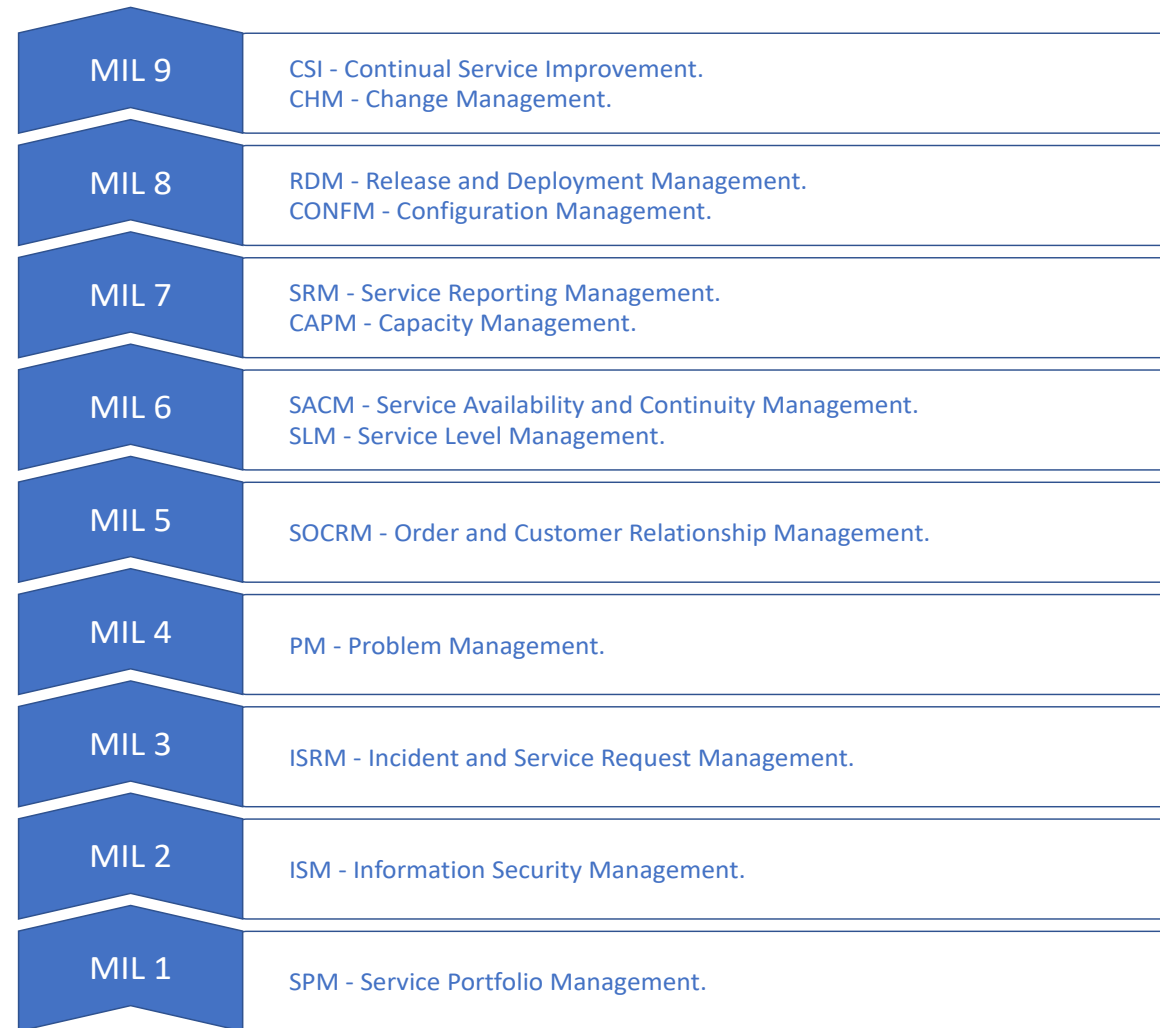 MIL 9
CSI - Continual Service Improvement.
CHM - Change Management.
MIL 8
RDM - Release and Deployment Management.
CONFM - Configuration Management.
MIL 7
SRM - Service Reporting Management.
CAPM - Capacity Management.
MIL 6
SACM - Service Availability and Continuity Management.
SLM - Service Level Management.
MIL 5
SOCRM - Order and Customer Relationship Management.
MIL 4
PM - Problem Management.
MIL 3
ISRM - Incident and Service Request Management.
MIL 2
ISM - Information Security Management.
MIL 1
SPM - Service Portfolio Management.